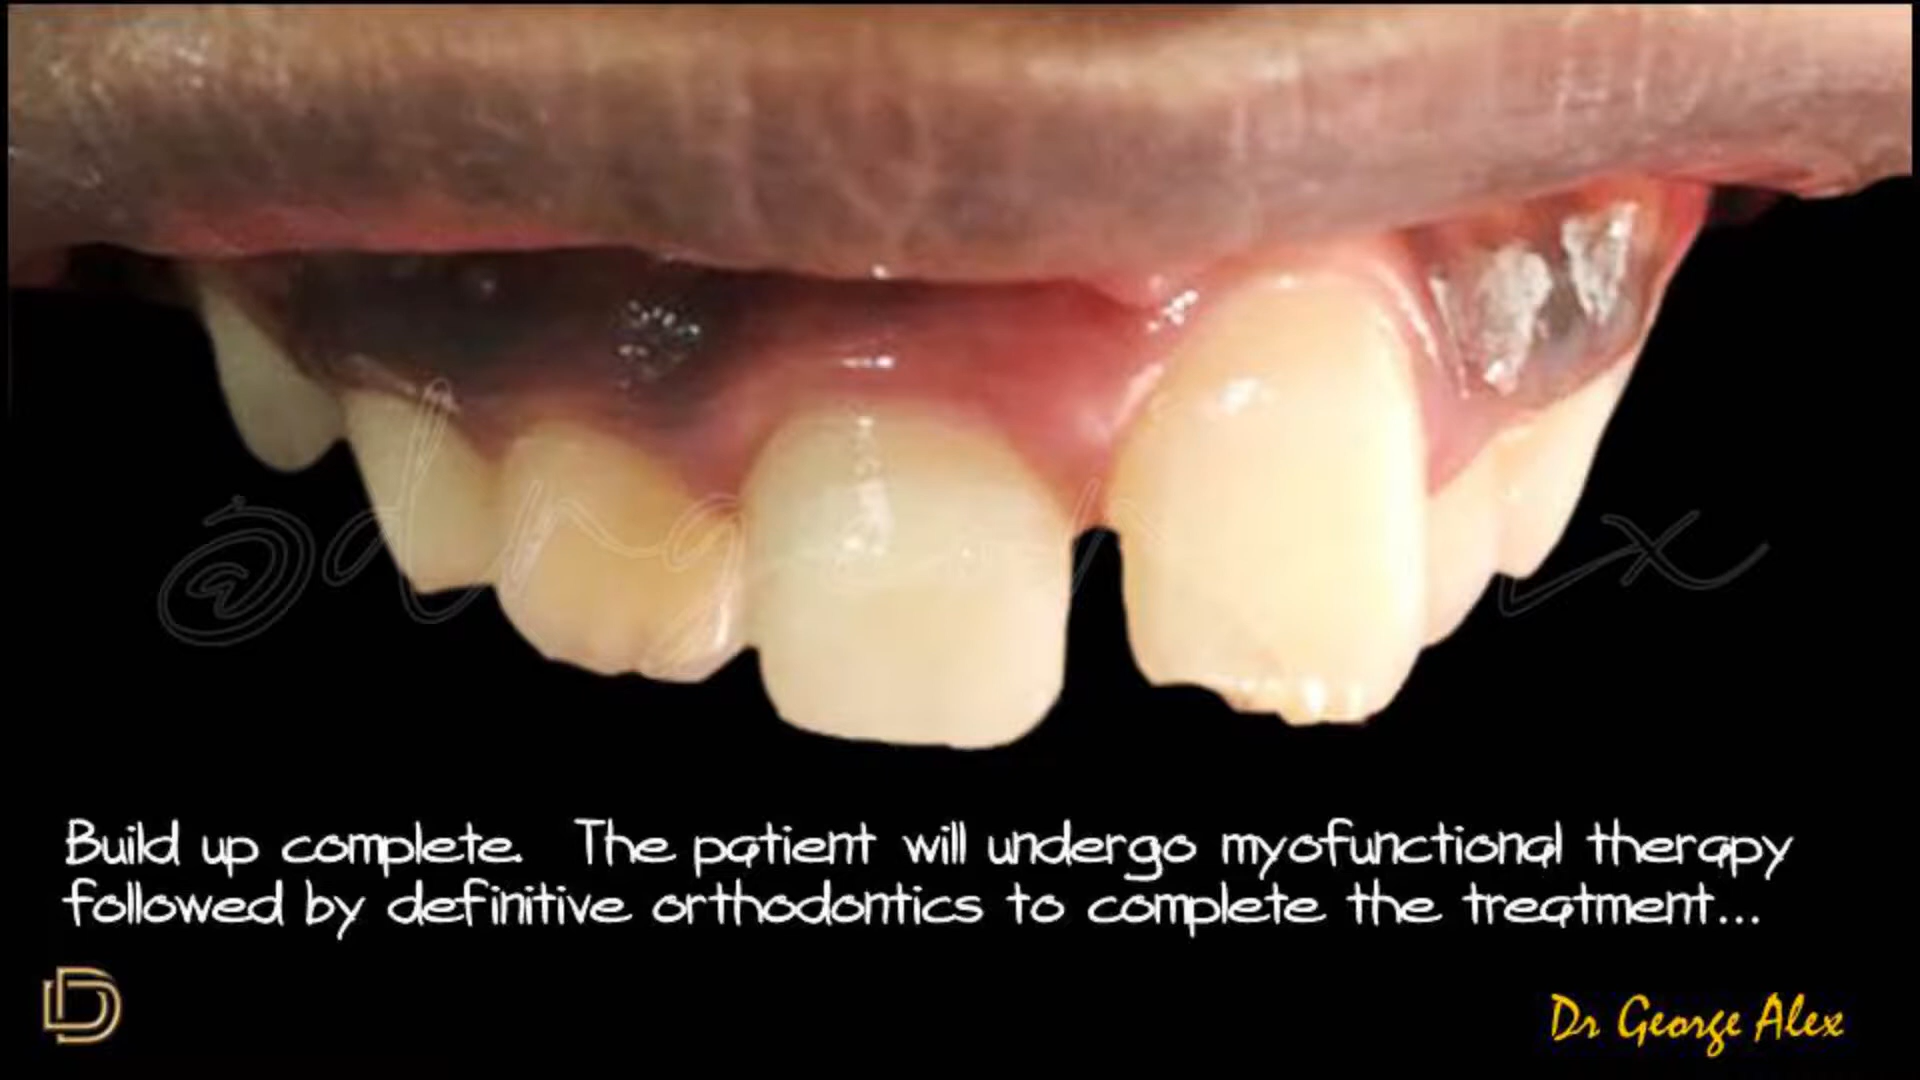 Build up complete. The patient will undergo myofunctional therapy
followed by definitive orthodontics to complete the treatment...
Dr George Alex